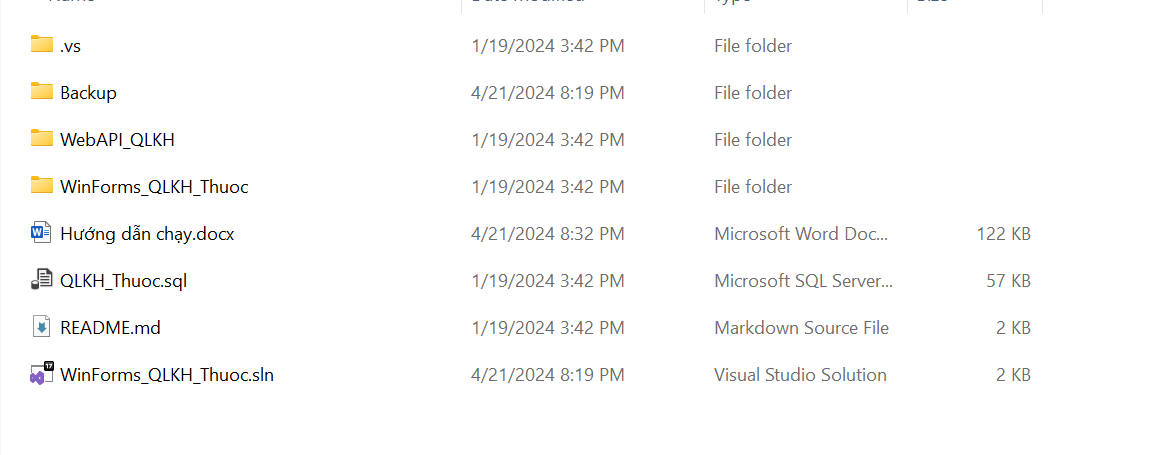 .vs 1/19/2024 3:42 PM File folder
Backup 4/21/2024 8:19 PM File folder
WebAPI_QLKH 1/19/2024 3:42 PM File folder
WinForms_QLKH_Thuoc 1/19/2024 3:42 PM File folder
Hướng dẫn chạy.docx 4/21/2024 8:32 PM Microsoft Word Doc... 122 KB
QLKH_Thuoc.sql 1/19/2024 3:42 PM Microsoft SQL Server... 57 KB
README.md 1/19/2024 3:42 PM Markdown Source File 2 KB
17
WinForms_QLKH_Thuoc.sln 4/21/2024 8:19 PM Visual Studio Solution 2 KB